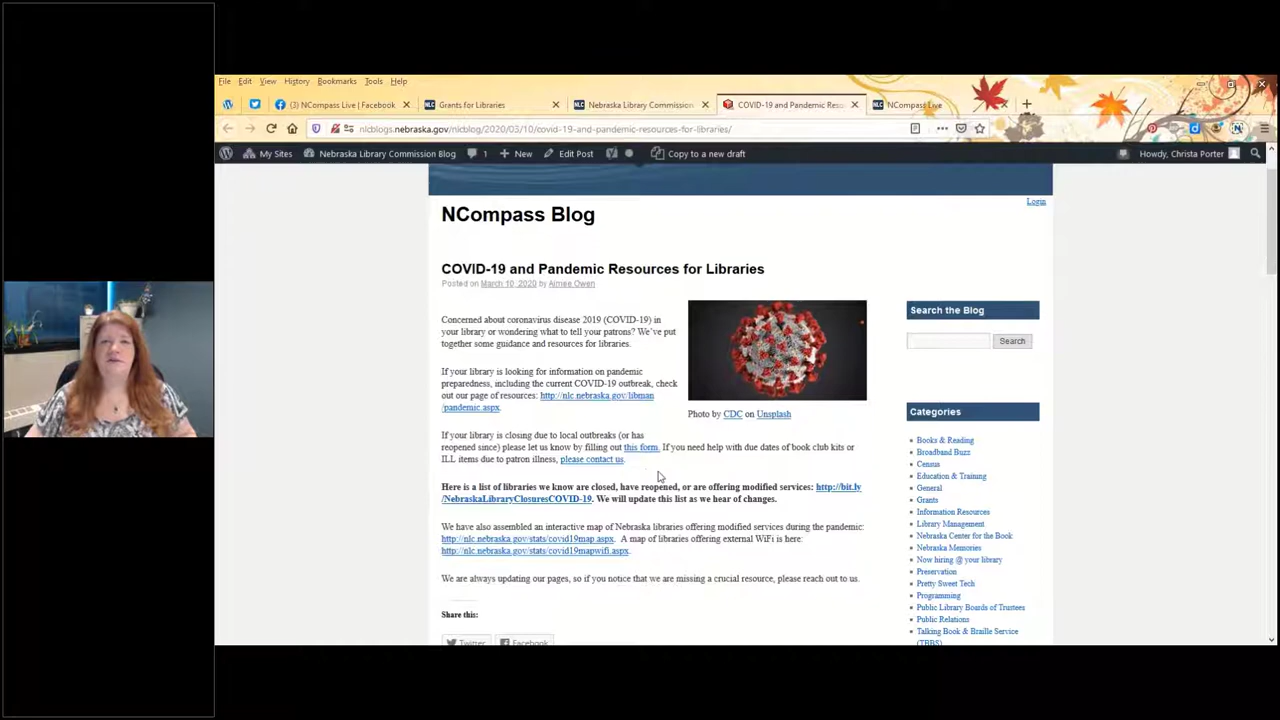 File Edit View History Bookmarks Tools Help
(3) NCompass Live | Facebook
Grants for Libraries
Nebraska Library Commission
COVID-19 and Pandemic Res
NCompass Live
nlcblogs.nebraska.gov/nlcblog/2020/03/10/covid-19-and-pandemic-resources-for-libraries/
My Sites Nebraska Library Commission Blog 1 New Edit Post Copy to a new draft Howdy, Christa Porter
Login
NCompass Blog
COVID-19 and Pandemic Resources for Libraries
Posted on March 10, 2020 by Aimee Owen
Concerned about coronavirus disease 2019 (COVID-19) in
your library or wondering what to tell your patrons? We've put
together some guidance and resources for libraries.
If your library is looking for information on pandemic
preparedness, including the current COVID-19 outbreak, check
out our page of resources: http://nlc.nebraska.gov/libman
/pandemic.aspx.
Photo by CDC on Unsplash
If your library is closing due to local outbreaks (or has
reopened since) please let us know by filling out this form. If you need help with due dates of book club kits or
ILL items due to patron illness, please contact us.
Here is a list of libraries we know are closed, have reopened, or are offering modified services: http://bit.ly
/NebraskaLibraryClosuresCOVID-19. We will update this list as we hear of changes.
We have also assembled an interactive map of Nebraska libraries offering modified services during the pandemic:
http://nlc.nebraska.gov/stats/covid19map.aspx. A map of libraries offering external WiFi is here:
http://nlc.nebraska.gov/stats/covid19mapwifi.aspx.
We are always updating our pages, so if you notice that we are missing a crucial resource, please reach out to us.
Share this:
Twitter Facebook
Search the Blog
Search
Categories
Books & Reading
Broadband Buzz
Census
Education & Training
General
Grants
Information Resources
Library Management
Nebraska Center for the Book
Nebraska Memories
Now hiring @ your library
Preservation
Pretty Sweet Tech
Programming
Public Library Boards of Trustees
Public Relations
Talking Book & Braille Service
(TBBS)